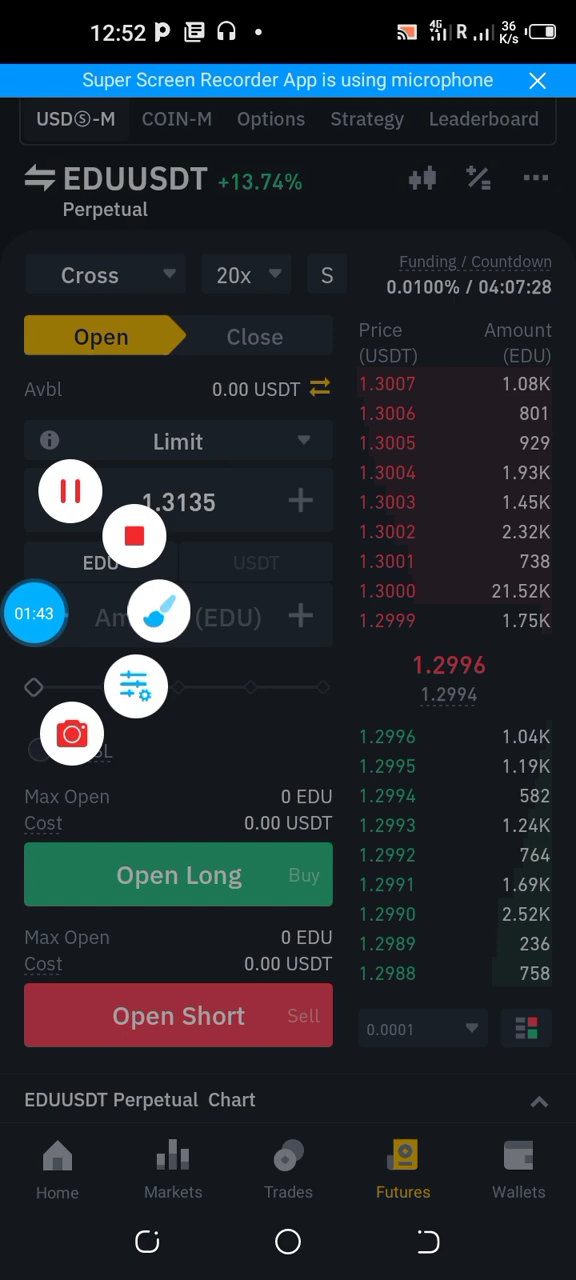 12:52
4G R 36 K/s
Super Screen Recorder App is using microphone
USDⓈ-M COIN-M Options Strategy Leaderboard
EDUUSDT +13.74%
Perpetual
Cross 20x S
Funding / Countdown
0.0100% / 04:07:28
Open Close
Price Amount
(USDT) (EDU)
Avbl 0.00 USDT
Limit
1.3135
EDU USDT
01:43
(EDU)
1.3007 1.08K
1.3006 801
1.3005 929
1.3004 1.93K
1.3003 1.45K
1.3002 2.32K
1.3001 738
1.3000 21.52K
1.2999 1.75K
1.2996
1.2994
1.2996 1.04K
1.2995 1.19K
1.2994 582
1.2993 1.24K
1.2992 764
1.2991 1.69K
1.2990 2.52K
1.2989 236
1.2988 758
Max Open 0 EDU
Cost 0.00 USDT
Open Long Buy
Max Open 0 EDU
Cost 0.00 USDT
Open Short Sell
0.0001
EDUUSDT Perpetual Chart
Home Markets Trades Futures Wallets